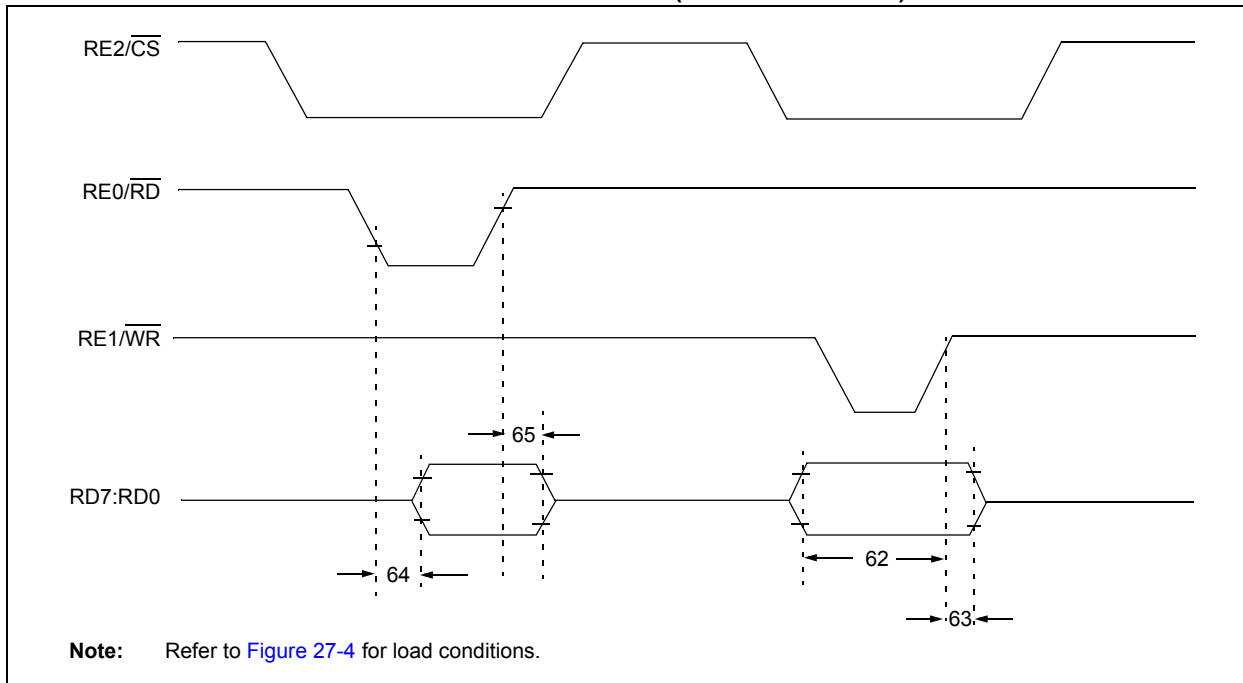 RE2/CS
RE0/RD
RE1/WR
65
RD7:RD0
62
64
63
Note: Refer to Figure 27-4 for load conditions.